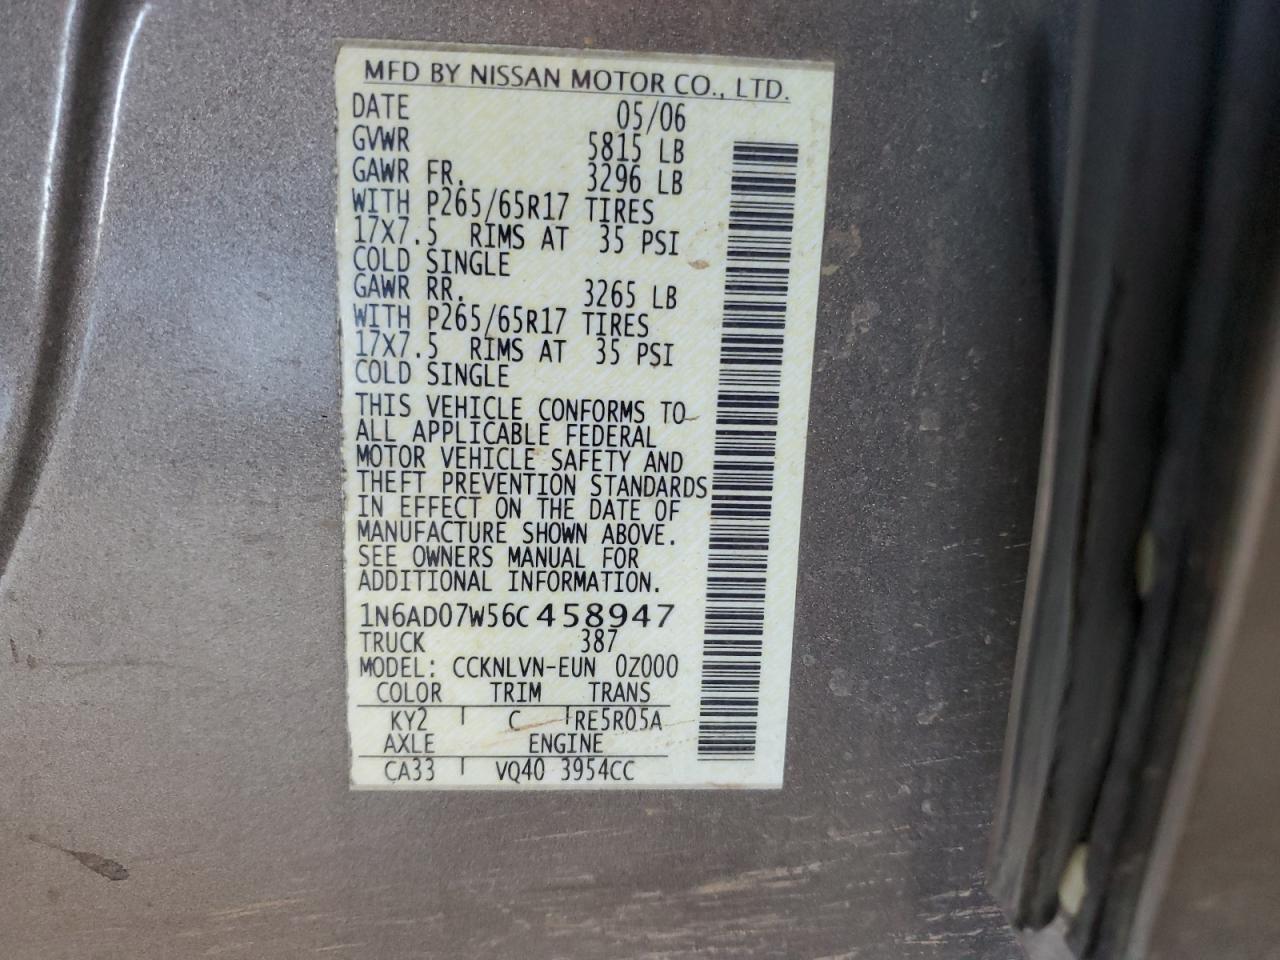 MFD BY NISSAN MOTOR CO., LTD.
DATE 05/06
GVWR 5815 LB
GAWR FR. 3296 LB
WITH P265/65R17 TIRES
17X7.5 RIMS AT 35 PSI
COLD SINGLE
GAWR RR. 3265 LB
WITH P265/65R17 TIRES
17X7.5 RIMS AT 35 PSI
COLD SINGLE
THIS VEHICLE CONFORMS TO
ALL APPLICABLE FEDERAL
MOTOR VEHICLE SAFETY AND
THEFT PREVENTION STANDARDS
IN EFFECT ON THE DATE OF
MANUFACTURE SHOWN ABOVE.
SEE OWNERS MANUAL FOR
ADDITIONAL INFORMATION.
1N6AD07W56C458947
TRUCK 387
MODEL: CCKNLVN-EUN 0Z000
COLOR TRIM TRANS
KY2 C RE5R05A
AXLE ENGINE
CA33 VQ40 3954CC